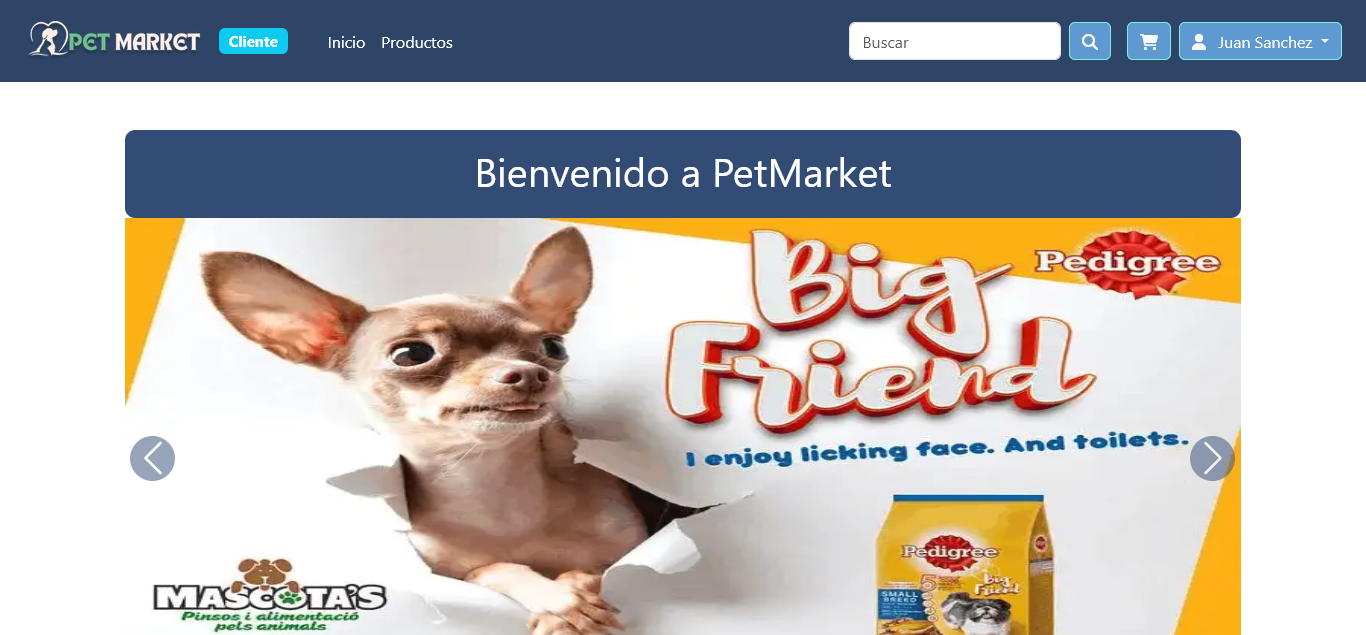 PET MARKET
Cliente
Inicio
Productos
Buscar
Juan Sanchez
Bienvenido a PetMarket
Big
Friend
Pedigree
I enjoy licking face. And toilets.
Pedigree
5
Big
Friend
SMALL
BREED
MASCOTA'S
Pinsos i alimentació
pels animals